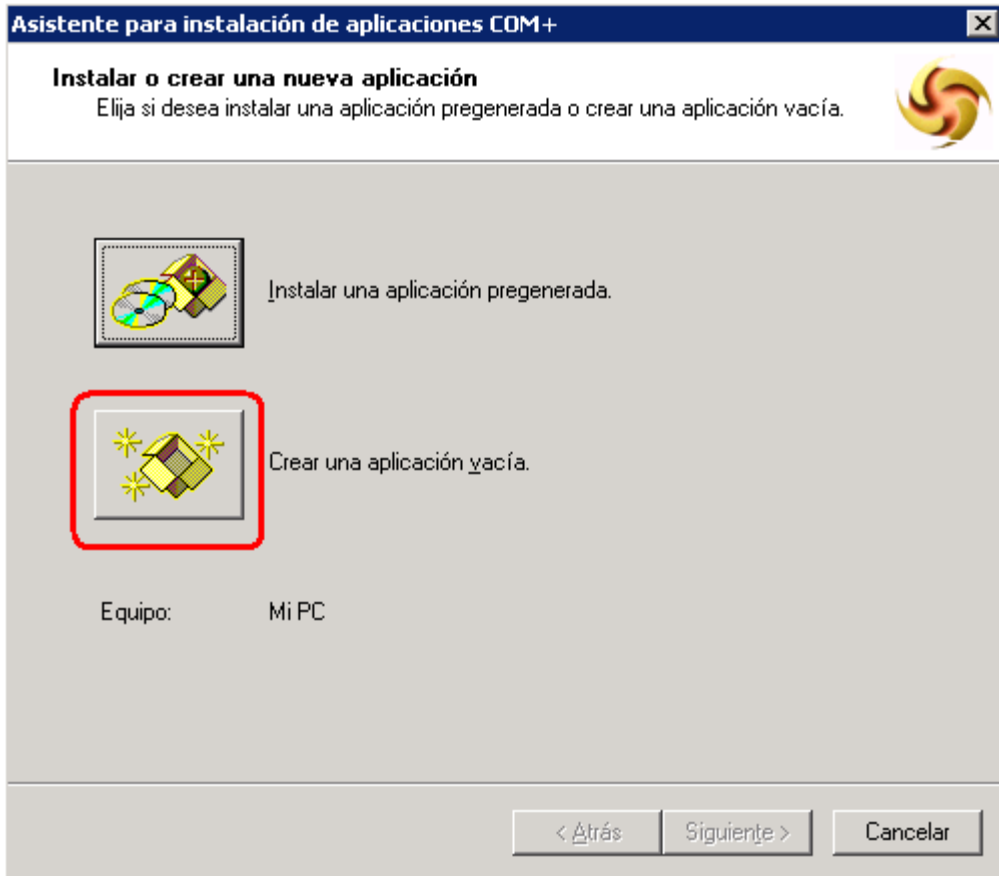 Asistente para instalación de aplicaciones COM+
Instalar o crear una nueva aplicación
Elija si desea instalar una aplicación pregenerada o crear una aplicación vacía.
Instalar una aplicación pregenerada.
Crear una aplicación vacía.
Equipo: Mi PC
< Atrás Siguiente > Cancelar